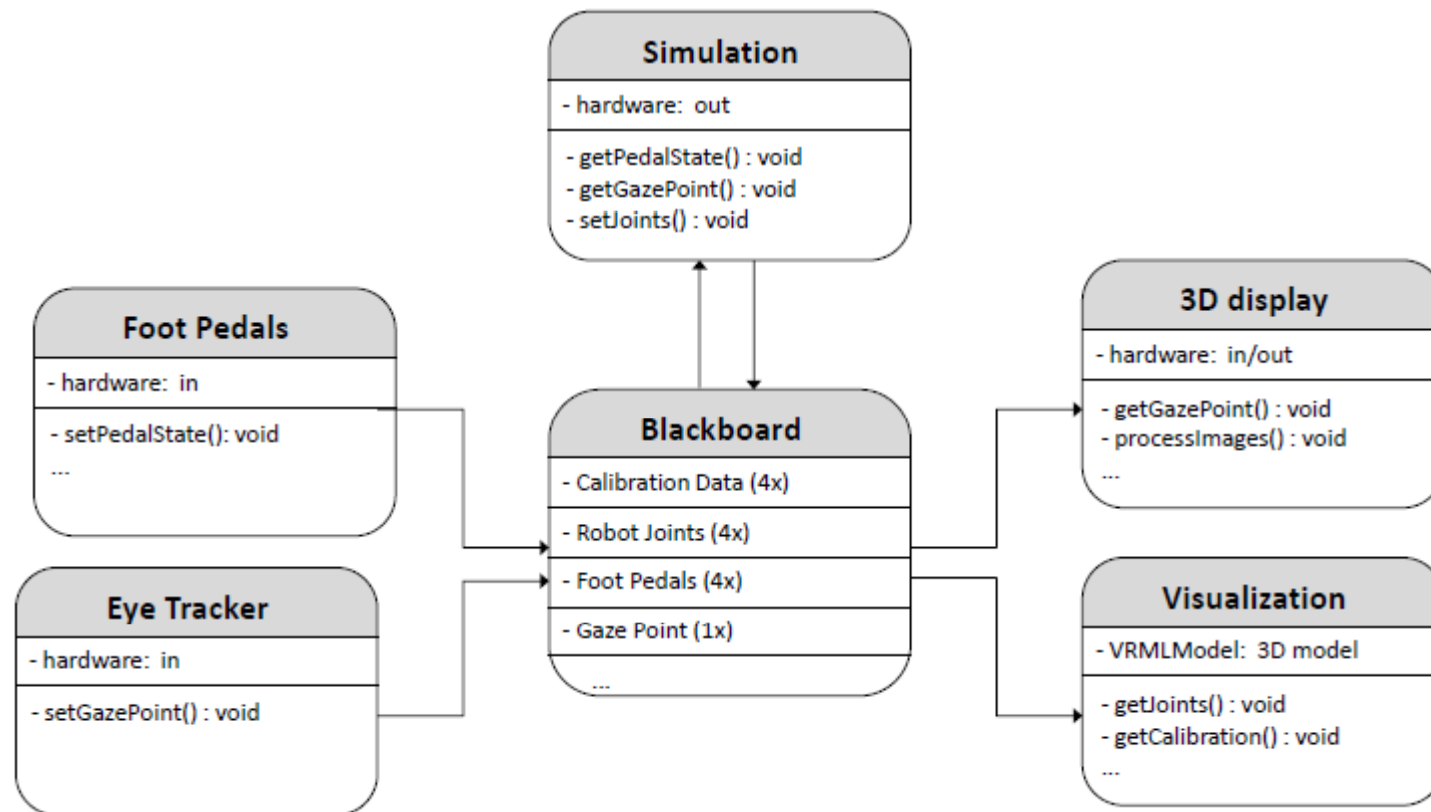 Simulation
- hardware: out
- getPedalState() : void
- getGazePoint() : void
- setJoints() : void
Foot Pedals
- hardware: in
- setPedalState(): void
...
Eye Tracker
- hardware: in
- setGazePoint() : void
Blackboard
- Calibration Data (4x)
- Robot Joints (4x)
- Foot Pedals (4x)
- Gaze Point (1x)
...
3D display
- hardware: in/out
- getGazePoint() : void
- processImages() : void
...
Visualization
- VRMLModel: 3D model
- getJoints() : void
- getCalibration() : void
...